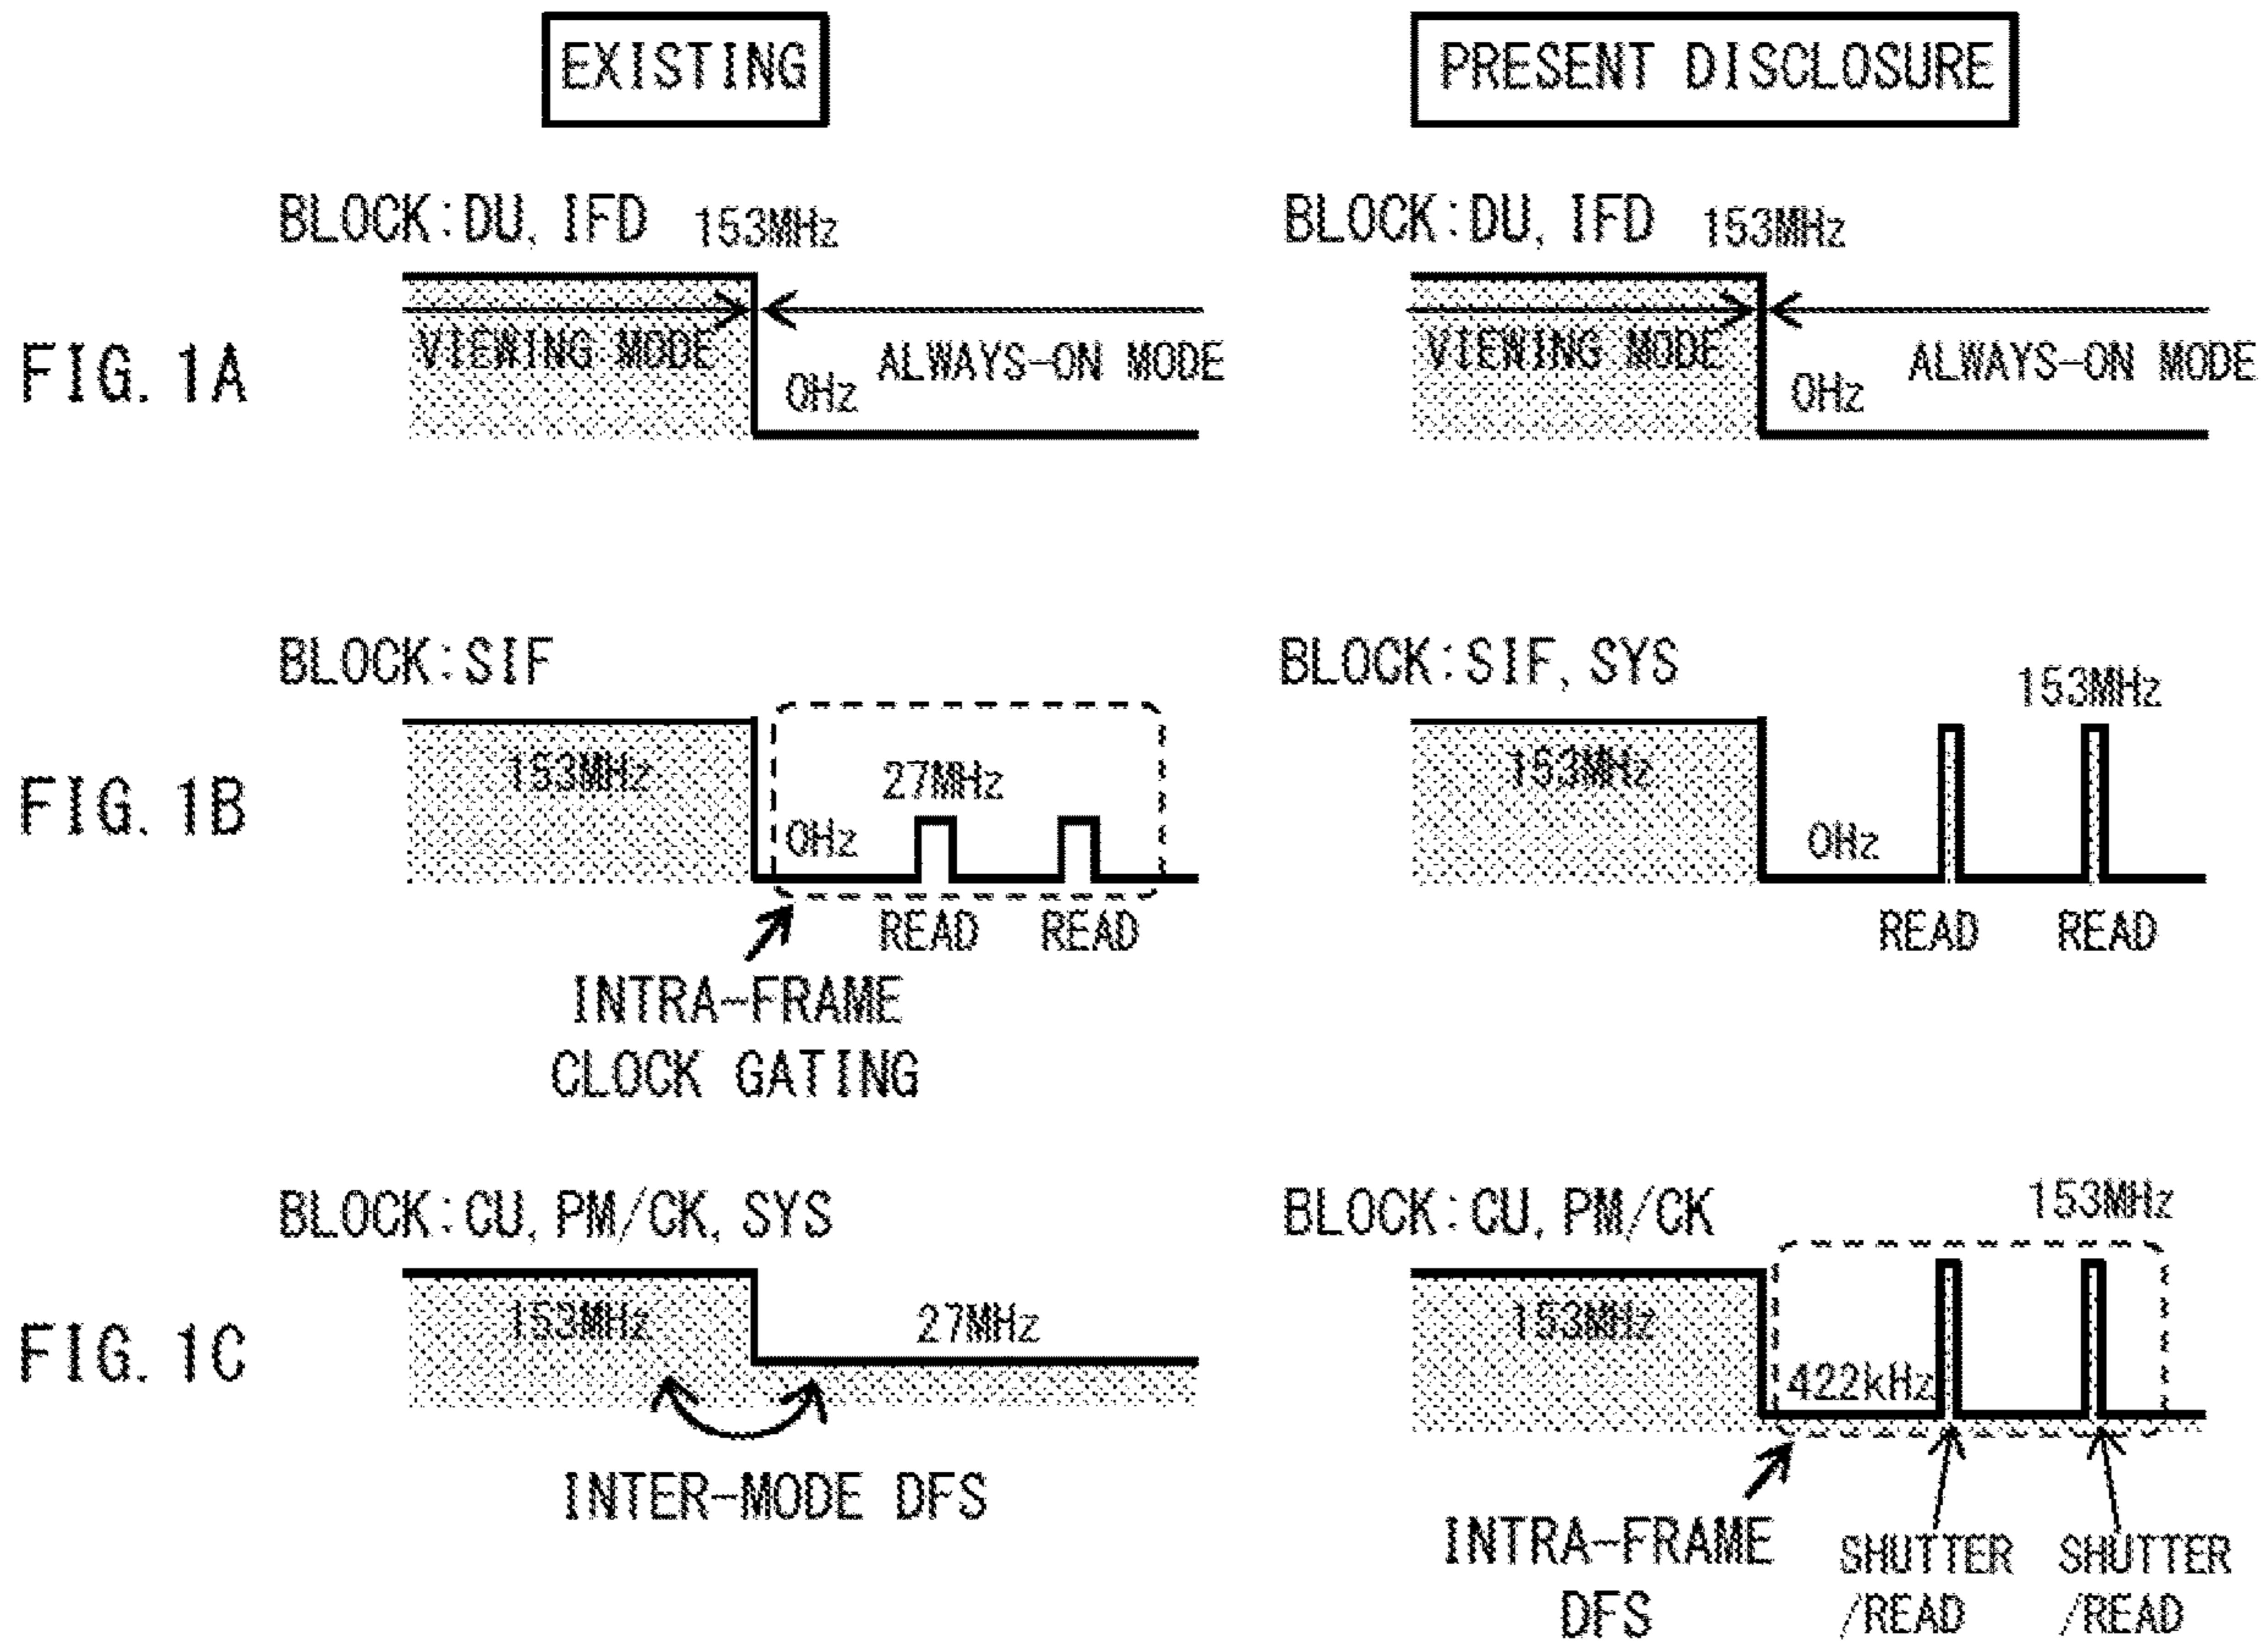 EXISTING
PRESENT DISCLOSURE
BLOCK:DU, IFD 153MHz
BLOCK:DU, IFD 153MHz
FIG. 1A
VIEWING MODE
ALWAYS-ON MODE
0Hz
VIEWING MODE
ALWAYS-ON MODE
0Hz
BLOCK:SIF
BLOCK:SIF, SYS
153MHz
FIG. 1B
153MHz
27MHz
0Hz
READ
READ
INTRA-FRAME
CLOCK GATING
153MHz
0Hz
READ
READ
BLOCK:CU, PM/CK, SYS
BLOCK:CU, PM/CK
153MHz
FIG. 1C
153MHz
27MHz
INTER-MODE DFS
153MHz
422kHz
INTRA-FRAME
DFS
SHUTTER
/READ
SHUTTER
/READ